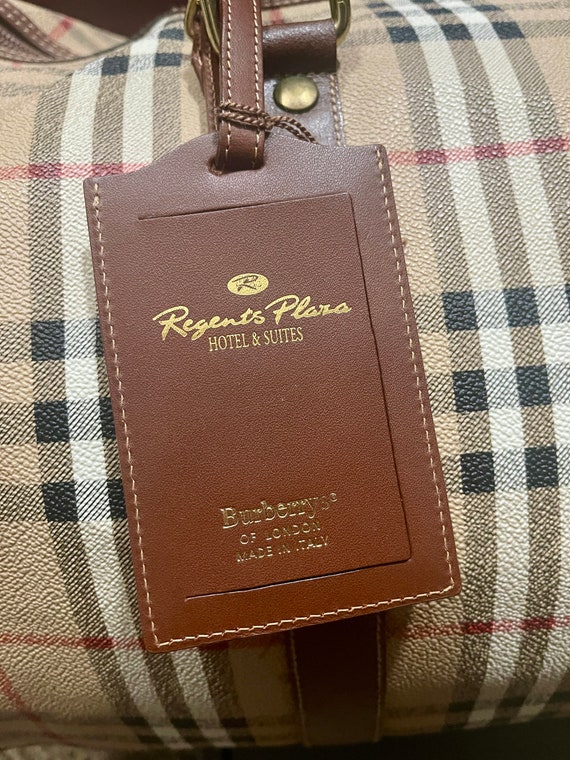 Regents Plaza
HOTEL & SUITES
Burberrys®
OF LONDON
MADE IN ITALY